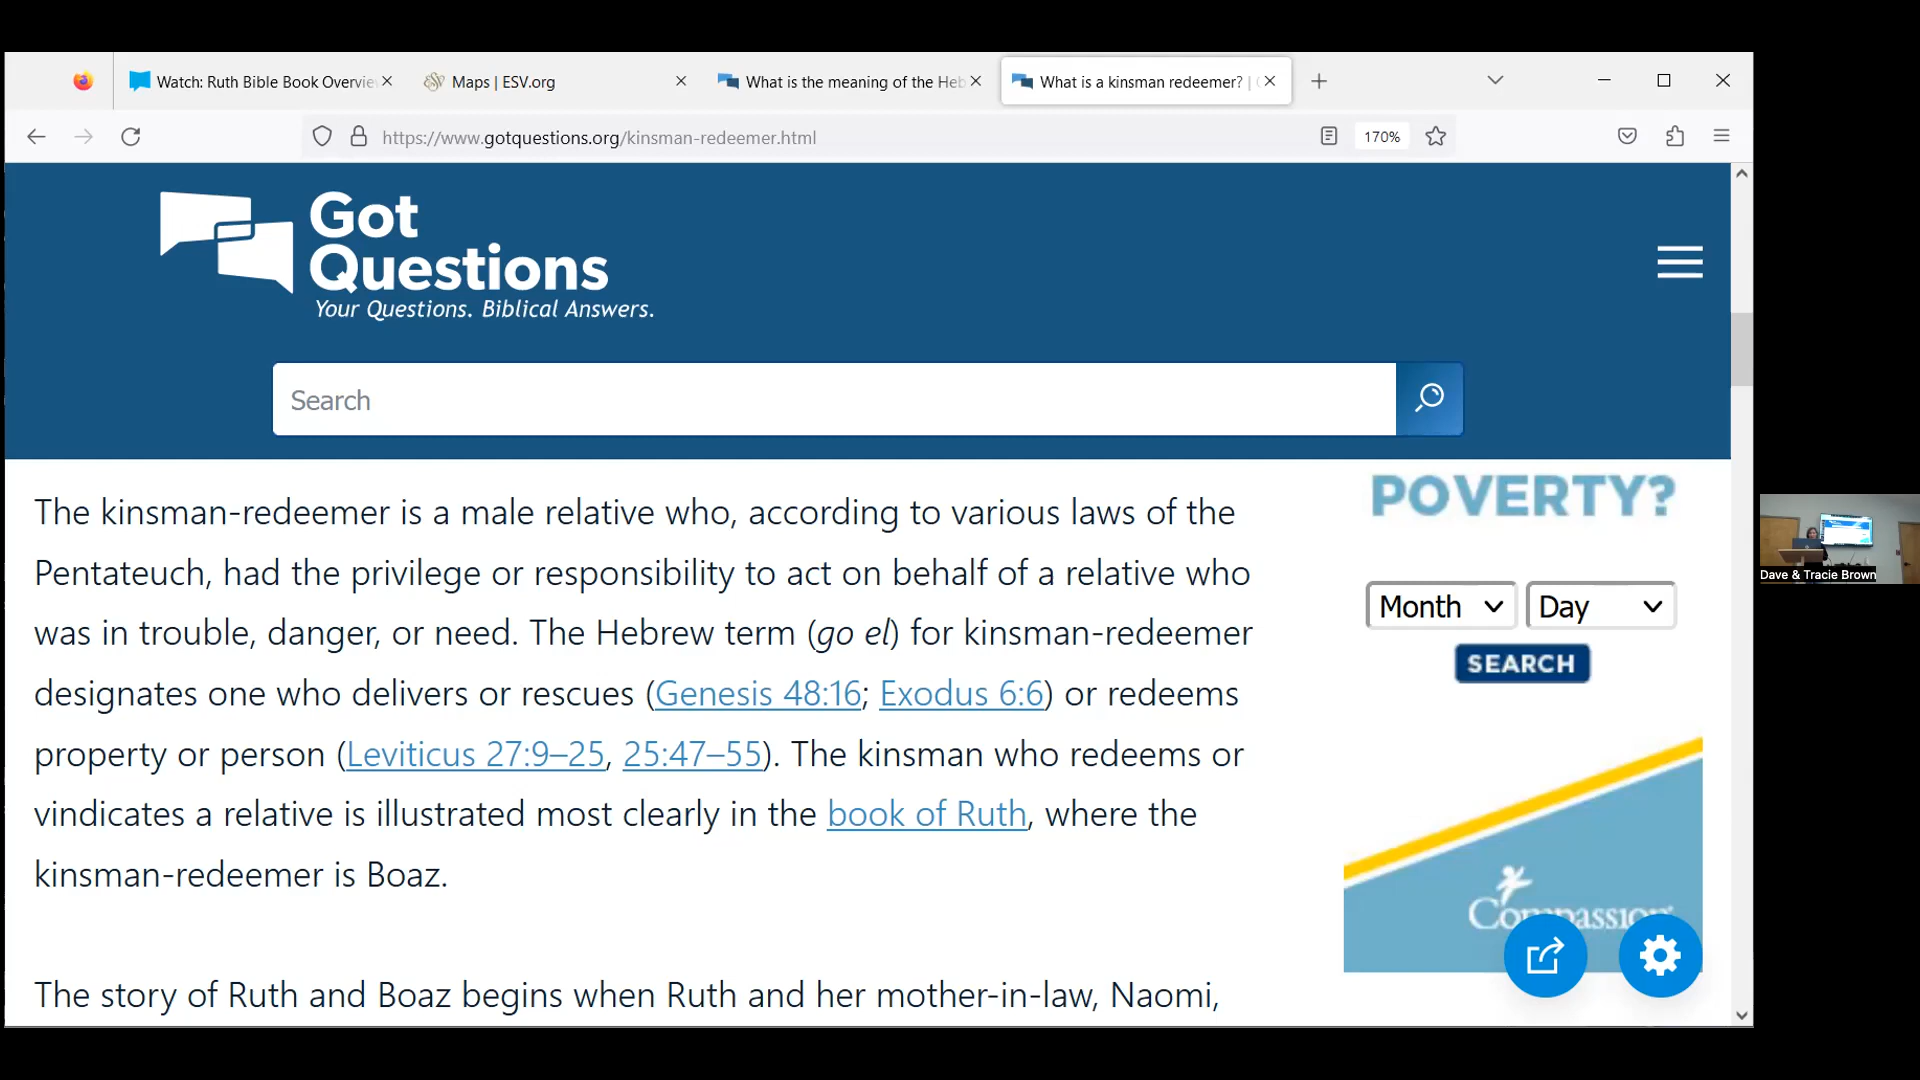 Watch: Ruth Bible Book Overvie
Maps | ESV.org
What is the meaning of the Heb
What is a kinsman redeemer? |
https://www.gotquestions.org/kinsman-redeemer.html
170%
Got
Questions
Your Questions. Biblical Answers.
Search
The kinsman-redeemer is a male relative who, according to various laws of the
Pentateuch, had the privilege or responsibility to act on behalf of a relative who
was in trouble, danger, or need. The Hebrew term (go el) for kinsman-redeemer
designates one who delivers or rescues (Genesis 48:16; Exodus 6:6) or redeems
property or person (Leviticus 27:9–25, 25:47–55). The kinsman who redeems or
vindicates a relative is illustrated most clearly in the book of Ruth, where the
kinsman-redeemer is Boaz.
The story of Ruth and Boaz begins when Ruth and her mother-in-law, Naomi,
POVERTY?
Month
Day
SEARCH
Compassion
Dave & Tracie Brown